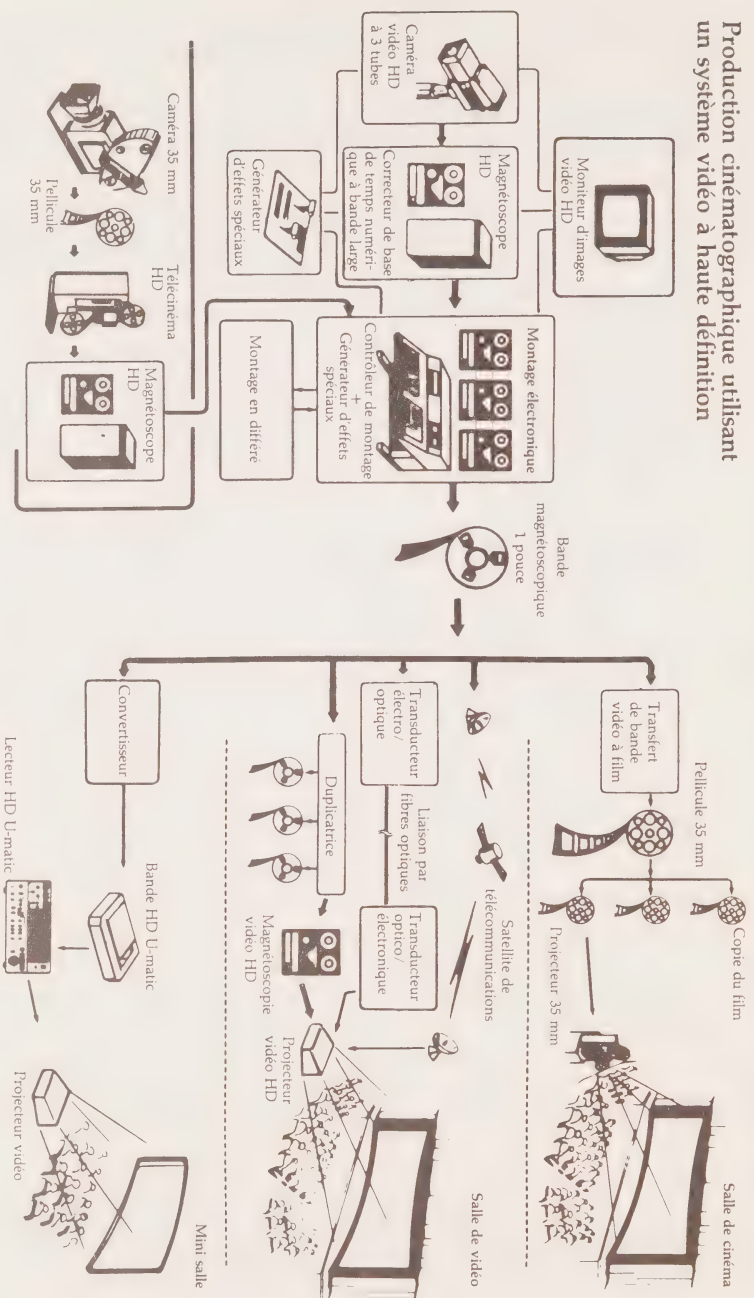 Production cinématographique utilisant
un système vidéo à haute définition
Moniteur d'images
vidéo HD
Caméra
vidéo HD
à 3 tubes
Magnétoscope
HD
Correcteur de base
de temps numéri-
que à bande large
Générateur
d'effets spéciaux
Montage électronique
Contrôleur de montage
+
Génerateur d'effets
spéciaux
Montage en différé
Caméra 35 mm
Pellicule
35 mm
Télécinéma
HD
Magnétoscope
HD
Bande
magnétoscopique
1 pouce
Transfert
de bande
vidéo à film
Pellicule 35 mm
Copie du film
Projecteur 35 mm
Salle de cinéma
Satellite de
télécommunications
Transducteur
électro/
optique
Liaison par
fibres optiques
Transducteur
optico/
électronique
Duplicatrice
Magnétoscopie
vidéo HD
Projecteur
vidéo HD
Salle de vidéo
Convertisseur
Bande HD U-matic
Lecteur HD U-matic
Projecteur vidéo
Mini salle